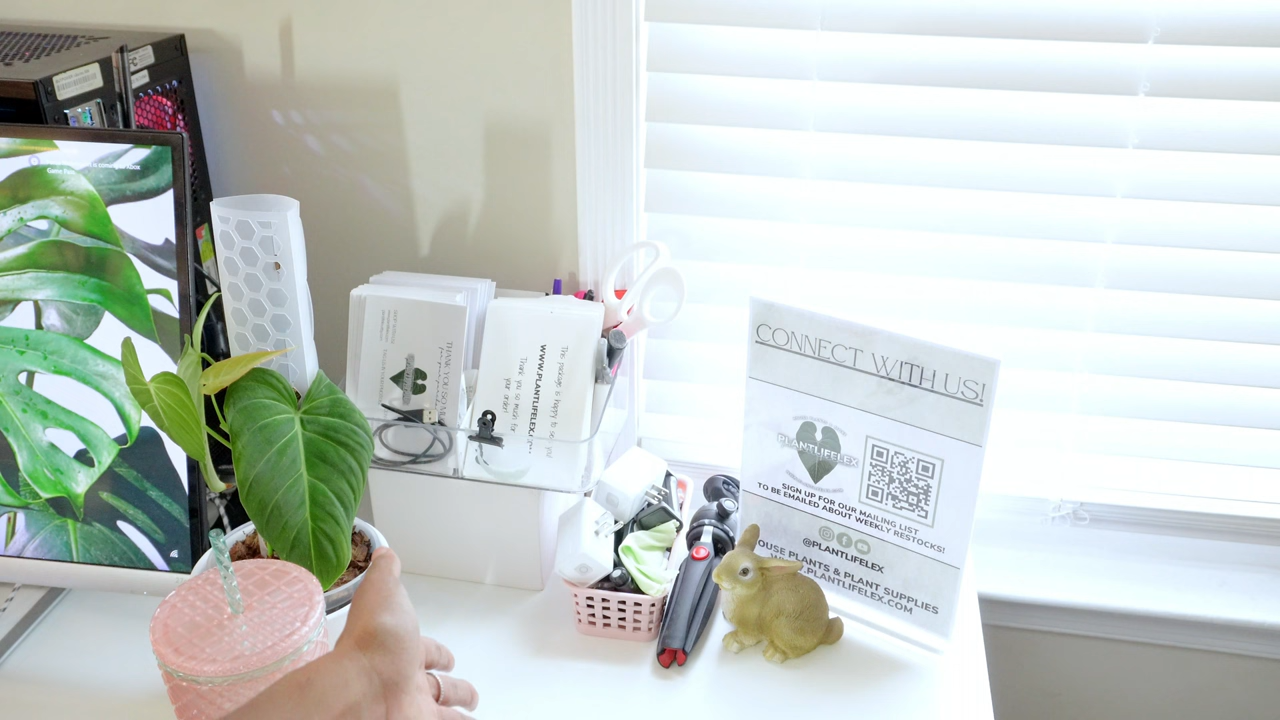 THANK YOU SO
This package is happy to see you!
WWW.PLANTLIFELEX.
Thank you so much for
your order!
CONNECT WITH US!
PLANTLIFELEX
SIGN UP FOR OUR MAILING LIST
TO BE EMAILED ABOUT WEEKLY RESTOCKS!
@PLANTLIFELEX
OUSE PLANTS & PLANT SUPPLIES
.PLANTLIFELEX.COM